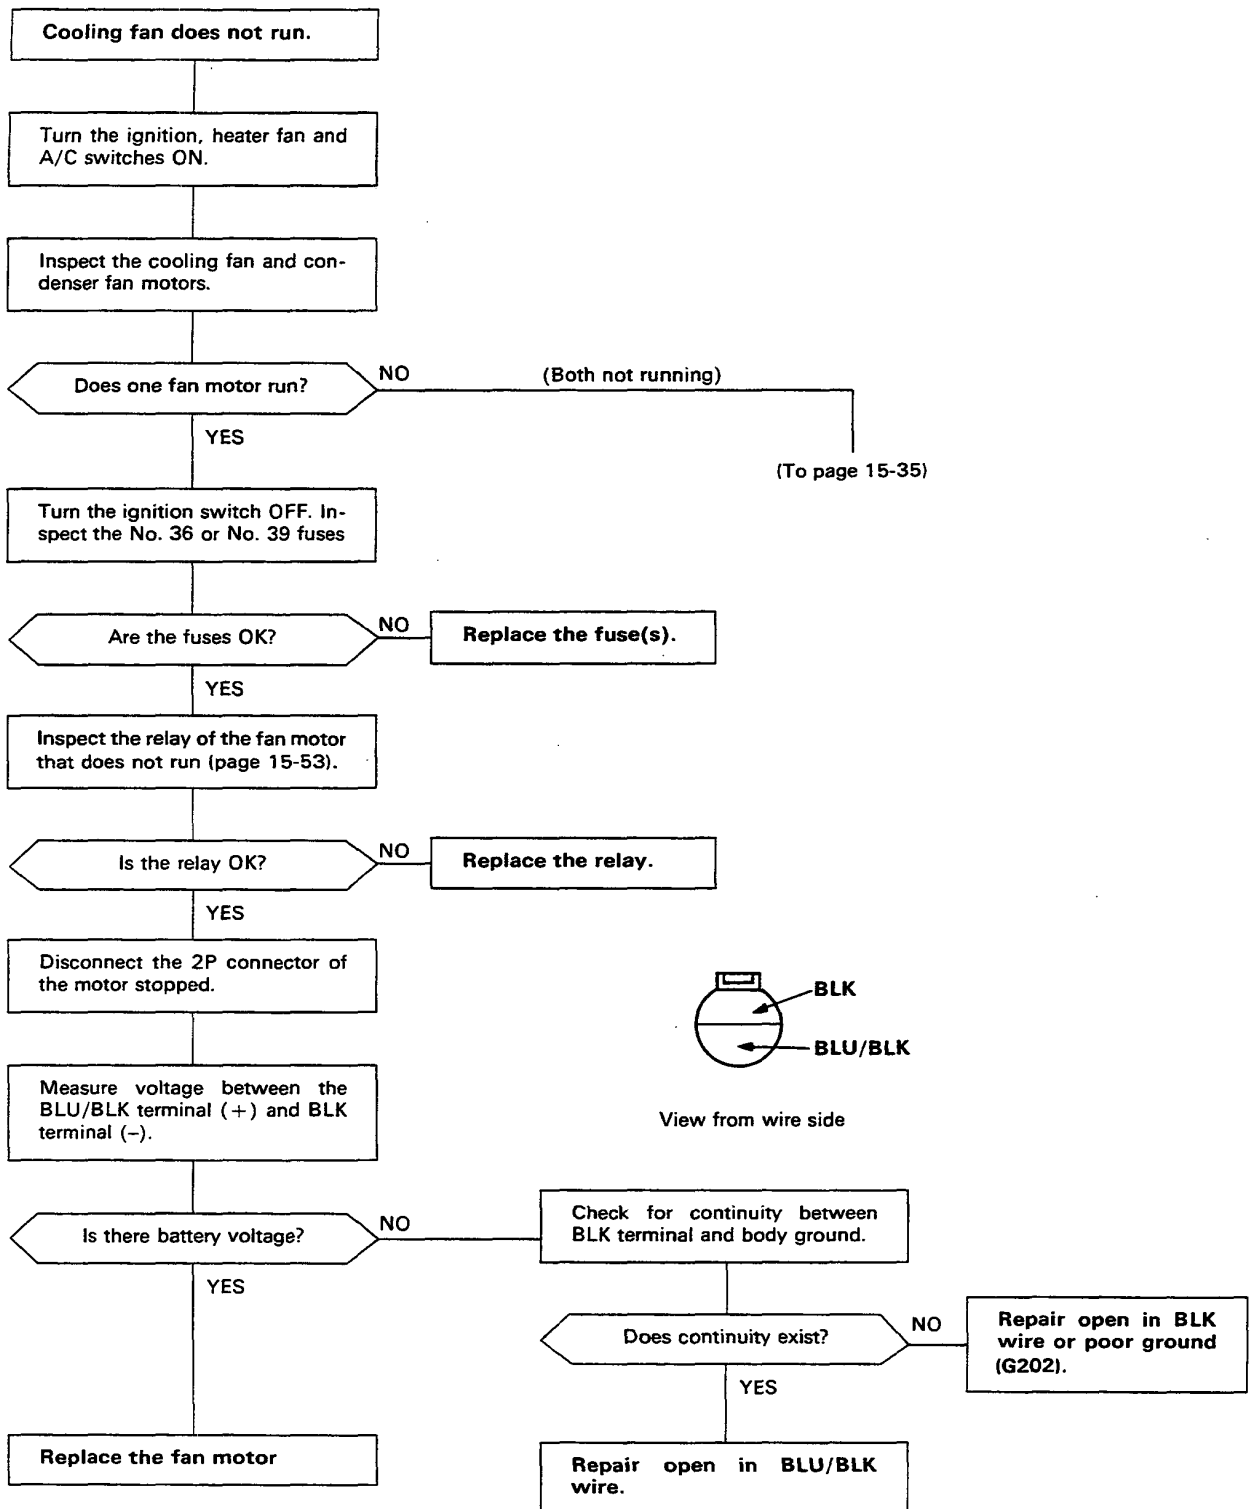 Cooling fan does not run.
Turn the ignition, heater fan and
A/C switches ON.
Inspect the cooling fan and con-
denser fan motors.
Does one fan motor run?
NO
(Both not running)
(To page 15-35)
YES
Turn the ignition switch OFF. In-
spect the No. 36 or No. 39 fuses
Are the fuses OK?
NO
Replace the fuse(s).
YES
Inspect the relay of the fan motor
that does not run (page 15-53).
Is the relay OK?
NO
Replace the relay.
YES
Disconnect the 2P connector of
the motor stopped.
BLK
BLU/BLK
View from wire side
Measure voltage between the
BLU/BLK terminal (+) and BLK
terminal (–).
Is there battery voltage?
NO
Check for continuity between
BLK terminal and body ground.
YES
Does continuity exist?
NO
Repair open in BLK
wire or poor ground
(G202).
YES
Replace the fan motor
Repair open in BLU/BLK
wire.